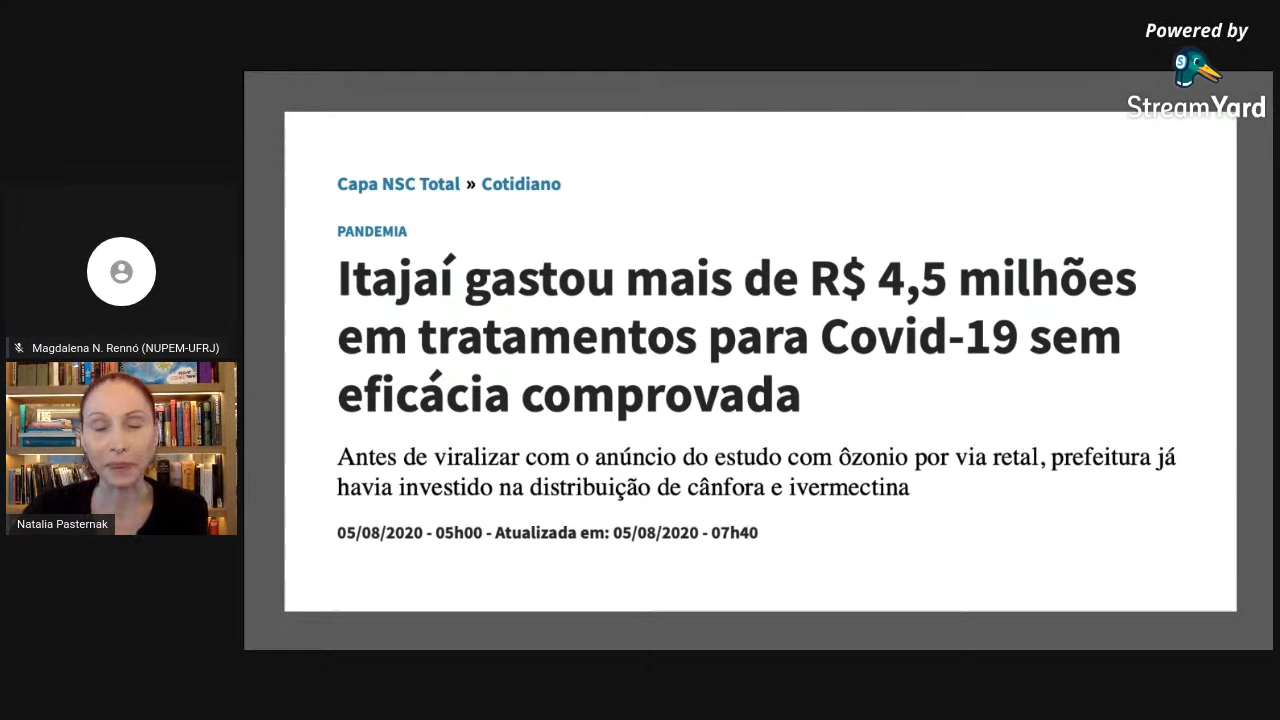 Powered by
StreamYard
Capa NSC Total » Cotidiano
PANDEMIA
Itajaí gastou mais de R$ 4,5 milhões
em tratamentos para Covid-19 sem
eficácia comprovada
Antes de viralizar com o anúncio do estudo com ôzonio por via retal, prefeitura já
havia investido na distribuição de cânfora e ivermectina
05/08/2020 - 05h00 - Atualizada em: 05/08/2020 - 07h40
Magdalena N. Rennó (NUPEM-UFRJ)
Natalia Pasternak